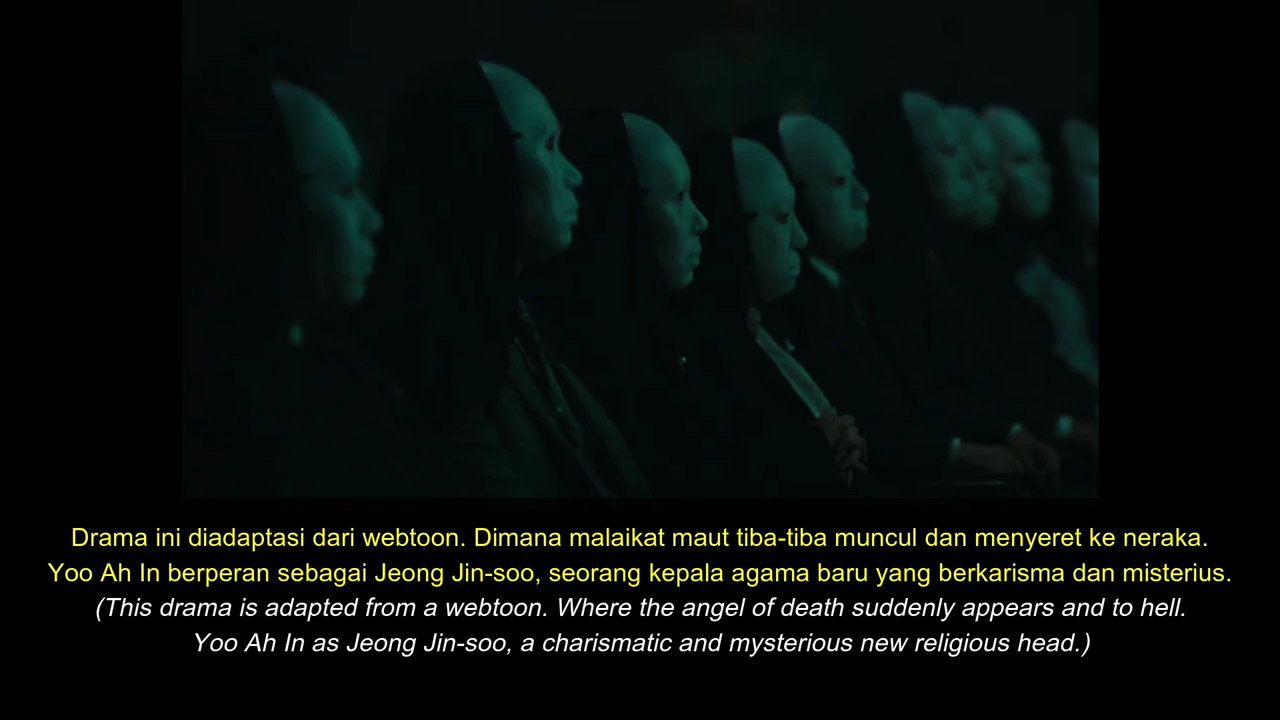 Drama ini diadaptasi dari webtoon. Dimana malaikat maut tiba-tiba muncul dan menyeret ke neraka.
Yoo Ah In berperan sebagai Jeong Jin-soo, seorang kepala agama baru yang berkarisma dan misterius.
(This drama is adapted from a webtoon. Where the angel of death suddenly appears and to hell.
Yoo Ah In as Jeong Jin-soo, a charismatic and mysterious new religious head.)